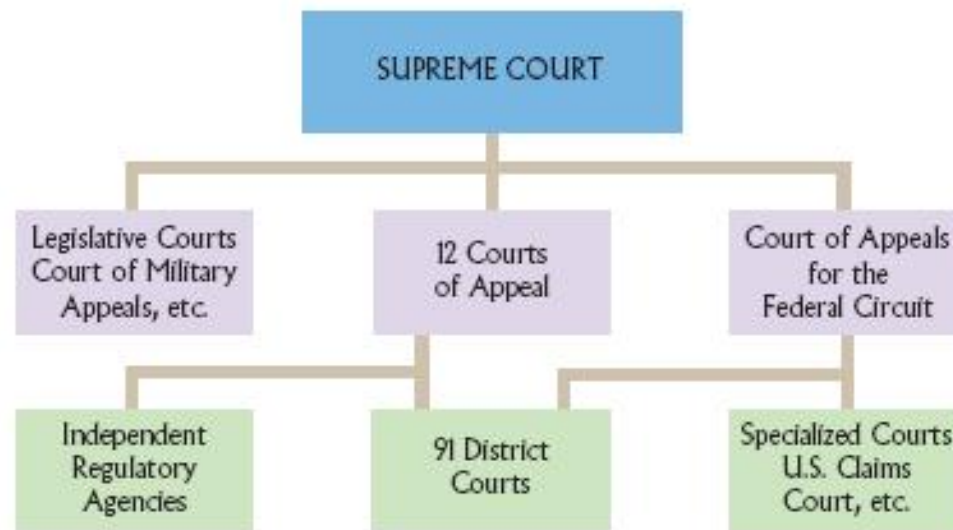 SUPREME COURT
Legislative Courts
Court of Military
Appeals, etc.
12 Courts
of Appeal
Court of Appeals
for the
Federal Circuit
Independent
Regulatory
Agencies
91 District
Courts
Specialized Courts
U.S. Claims
Court, etc.